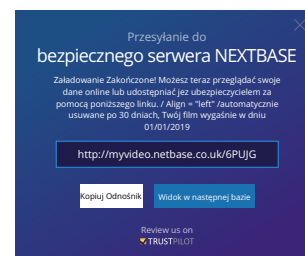 Przesyłanie do
bezpiecznego serwera NEXTBASE
Załadowanie Zakończone! Możesz teraz przeglądać swoje
dane online lub udostępniać jez ubezpieczycielem za
pomocą poniższego linku. / Align = "left" /automatycznie
usuwane po 30 dniach, Twój film wygaśnie w dniu
01/01/2019
http://myvideo.netbase.co.uk/6PUJG
Kopiuj Odnośnik
Widok w następnej bazie
Review us on
TRUSTPILOT